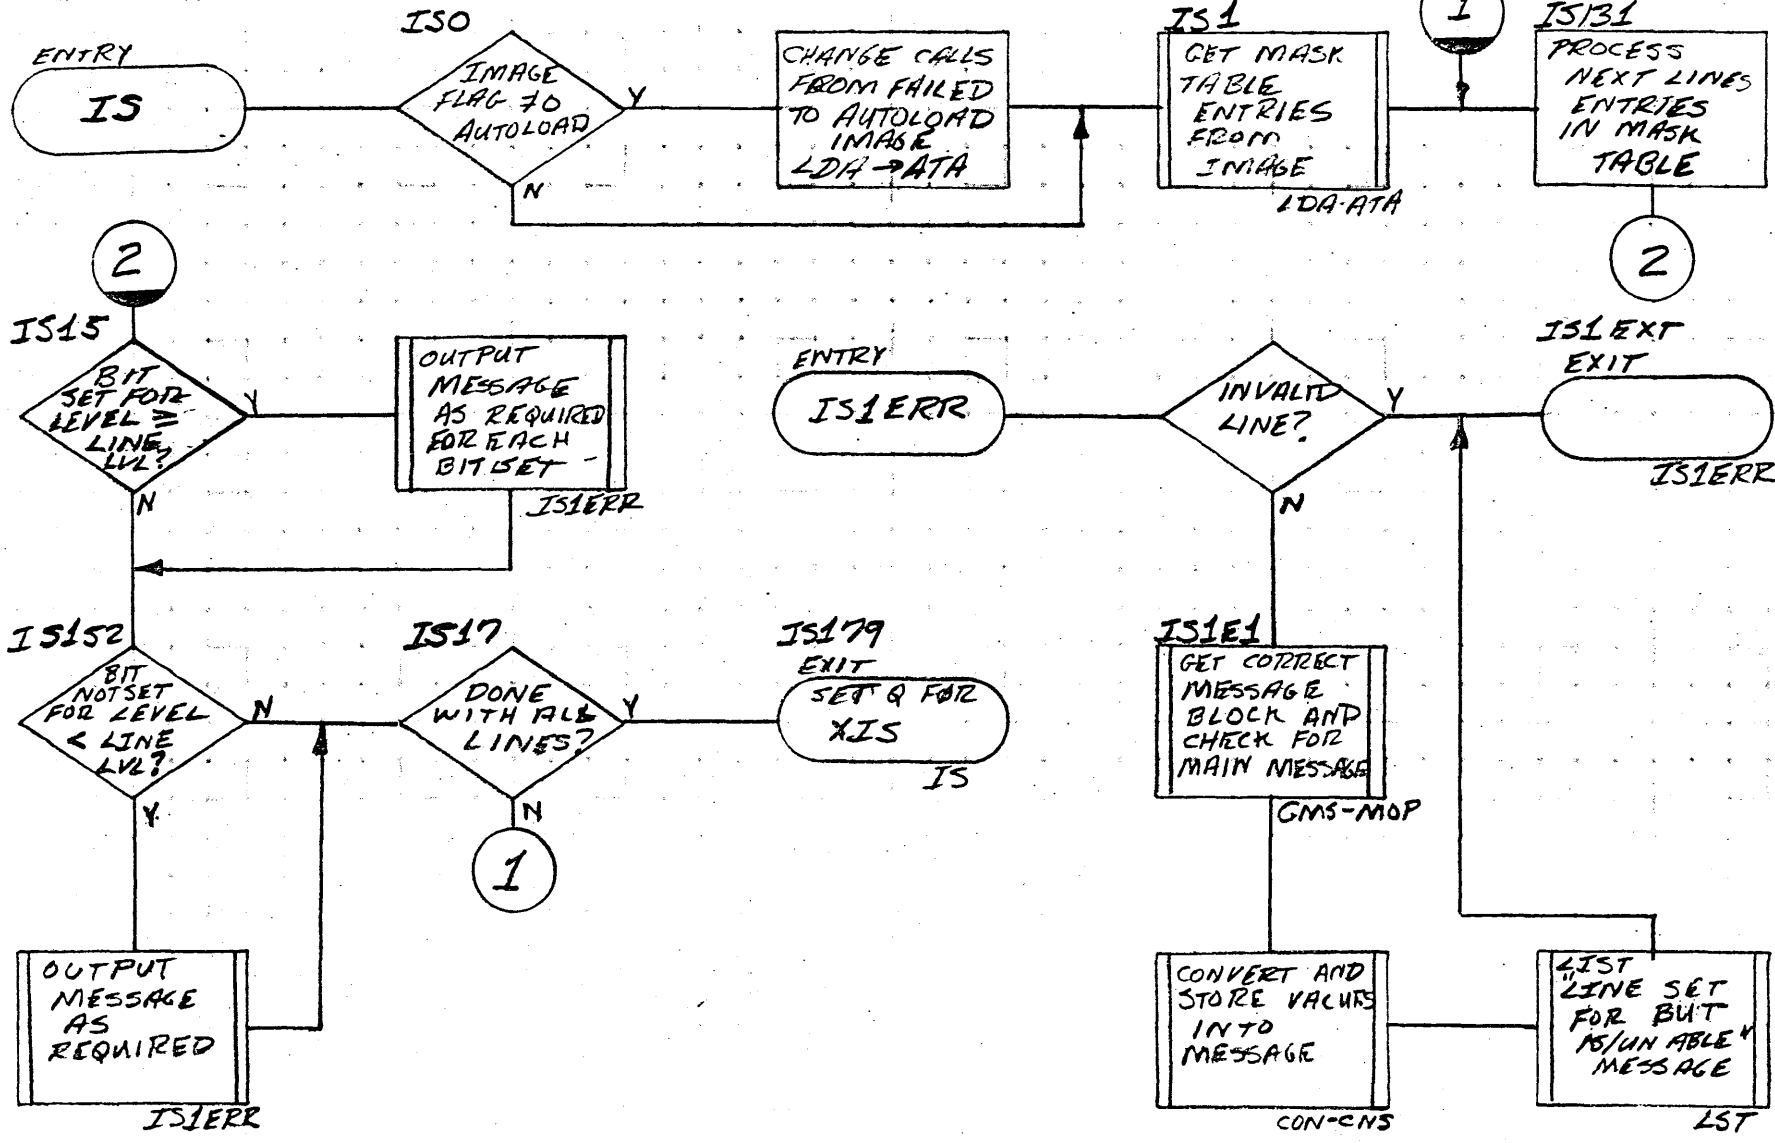 ENTRY
IS
IS0
IMAGE
FLAG ≠0
AUTOLOAD
Y
N
CHANGE CALLS
FROM FAILED
TO AUTOLOAD
IMAGE
LDA→ATA
IS1
GET MASK
TABLE
ENTRIES
FROM
IMAGE
LDA-ATA
1
IS131
PROCESS
NEXT LINES
ENTRIES
IN MASK
TABLE
2
2
IS15
BIT
SET FOR
LEVEL ≥
LINE
LVL?
Y
N
OUTPUT
MESSAGE
AS REQUIRED
FOR EACH
BIT SET
IS1ERR
ENTRY
IS1ERR
INVALID
LINE?
Y
N
IS1EXT
EXIT
IS1ERR
IS152
BIT
NOT SET
FOR LEVEL
< LINE
LVL?
N
Y
IS17
DONE
WITH ALL
LINES?
Y
N
1
IS179
EXIT
SET Q FOR
XIS
IS
IS1E1
GET CORRECT
MESSAGE
BLOCK AND
CHECK FOR
MAIN MESSAGE
GMS-MOP
OUTPUT
MESSAGE
AS
REQUIRED
IS1ERR
CONVERT AND
STORE VALUES
INTO
MESSAGE
CON-CNS
LIST
"LINE SET
FOR BUT
IS/UN ABLE"
MESSAGE
LST